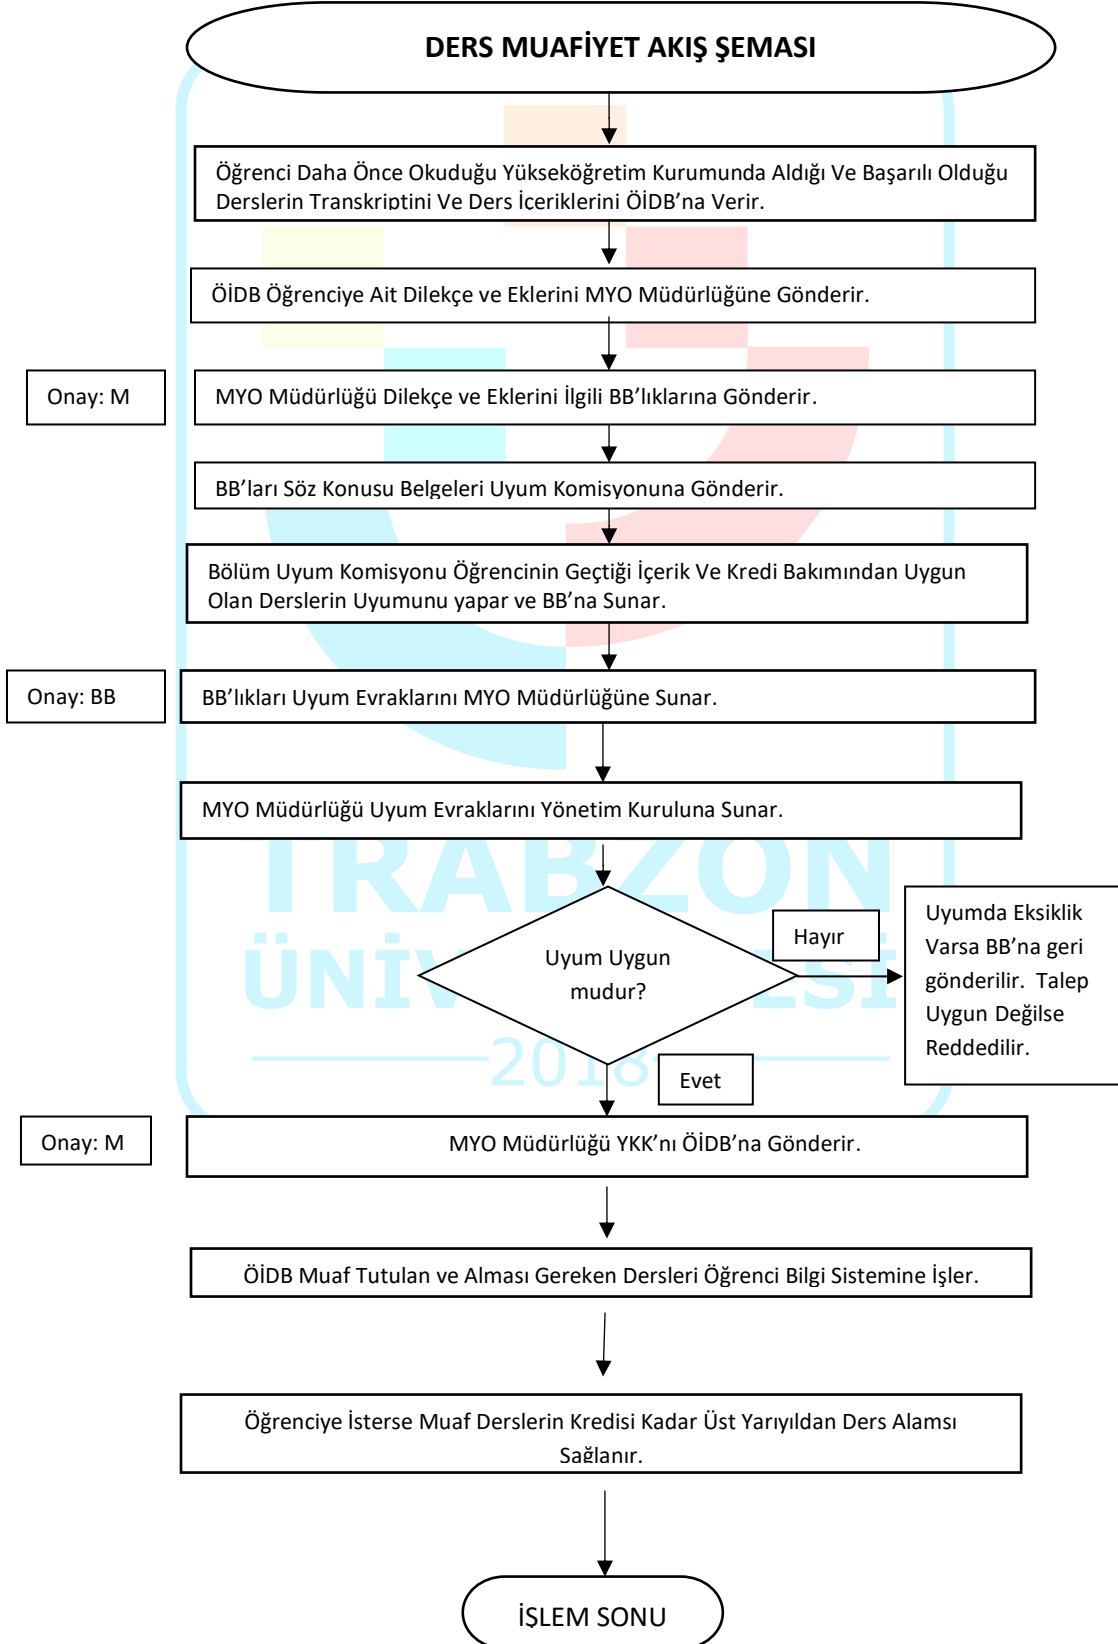 DERS MUAFİYET AKIŞ ŞEMASI
Öğrenci Daha Önce Okuduğu Yükseköğretim Kurumunda Aldığı Ve Başarılı Olduğu
Derslerin Transkriptini Ve Ders İçeriklerini ÖİDB’na Verir.
ÖİDB Öğrenciye Ait Dilekçe ve Eklerini MYO Müdürlüğüne Gönderir.
Onay: M
MYO Müdürlüğü Dilekçe ve Eklerini İlgili BB’lıklarına Gönderir.
BB’ları Söz Konusu Belgeleri Uyum Komisyonuna Gönderir.
Bölüm Uyum Komisyonu Öğrencinin Geçtiği İçerik Ve Kredi Bakımından Uygun
Olan Derslerin Uyumunu yapar ve BB’na Sunar.
Onay: BB
BB’lıkları Uyum Evraklarını MYO Müdürlüğüne Sunar.
MYO Müdürlüğü Uyum Evraklarını Yönetim Kuruluna Sunar.
TRABZON
Uyum Uygun
mudur?
Hayır
Uyumda Eksiklik
Varsa BB’na geri
gönderilir. Talep
Uygun Değilse
Reddedilir.
2018
Evet
Onay: M
MYO Müdürlüğü YKK’nı ÖİDB’na Gönderir.
ÖİDB Muaf Tutulan ve Alması Gereken Dersleri Öğrenci Bilgi Sistemine İşler.
Öğrenciye İsterse Muaf Derslerin Kredisi Kadar Üst Yarıyıldan Ders Alamsı
Sağlanır.
İŞLEM SONU